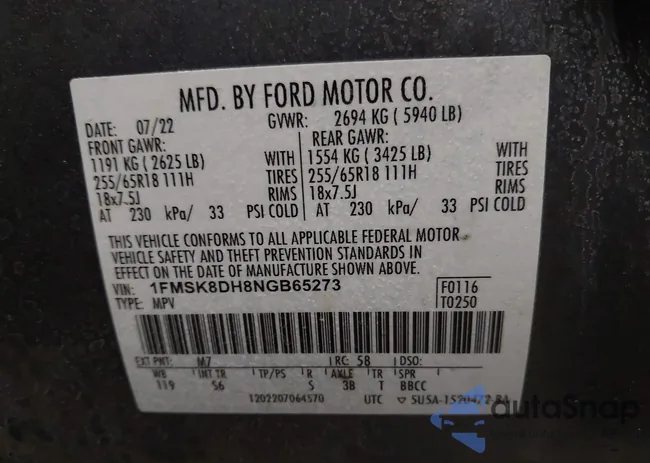 MFD. BY FORD MOTOR CO.
DATE: 07/22 GVWR: 2694 KG ( 5940 LB)
FRONT GAWR: REAR GAWR:
1191 KG ( 2625 LB) WITH 1554 KG ( 3425 LB) WITH
255/65R18 111H TIRES 255/65R18 111H TIRES
18x7.5J RIMS 18x7.5J RIMS
AT 230 kPa/ 33 PSI COLD AT 230 kPa/ 33 PSI COLD
THIS VEHICLE CONFORMS TO ALL APPLICABLE FEDERAL MOTOR
VEHICLE SAFETY AND THEFT PREVENTION STANDARDS IN
EFFECT ON THE DATE OF MANUFACTURE SHOWN ABOVE.
VIN: 1FMSK8DH8NGB65273 F0116
TYPE: MPV T0250
EXT PNT: M7 RC: 58 DSO:
WB INT TR TP/PS R AXLE TR SPR
119 S6 S 3B T BBCC
1202207064570 UTC
autoSnap